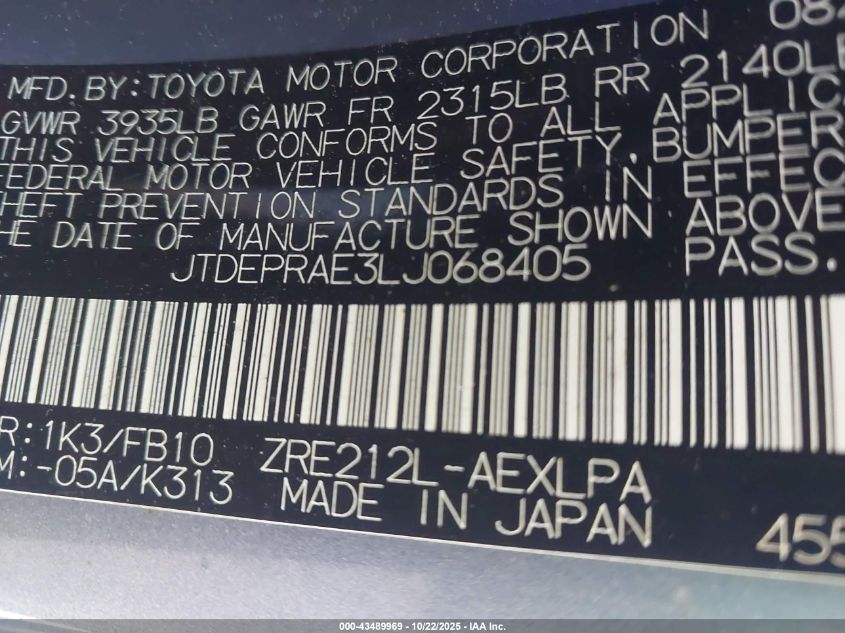 MFD. BY: TOYOTA MOTOR CORPORATION 08
GVWR 3935LB GAWR FR 2315LB RR 2140LB
THIS VEHICLE CONFORMS TO ALL APPLIC
FEDERAL MOTOR VEHICLE SAFETY, BUMPER
THEFT PREVENTION STANDARDS IN EFFEC
THE DATE OF MANUFACTURE SHOWN ABOVE
JTDEPRAE3LJ068405 PASS.
R: 1K3/FB10 ZRE212L-AEXLPA
M: -05A/K313 MADE IN JAPAN 455
000-43489969 - 10/22/2025 - IAA Inc.